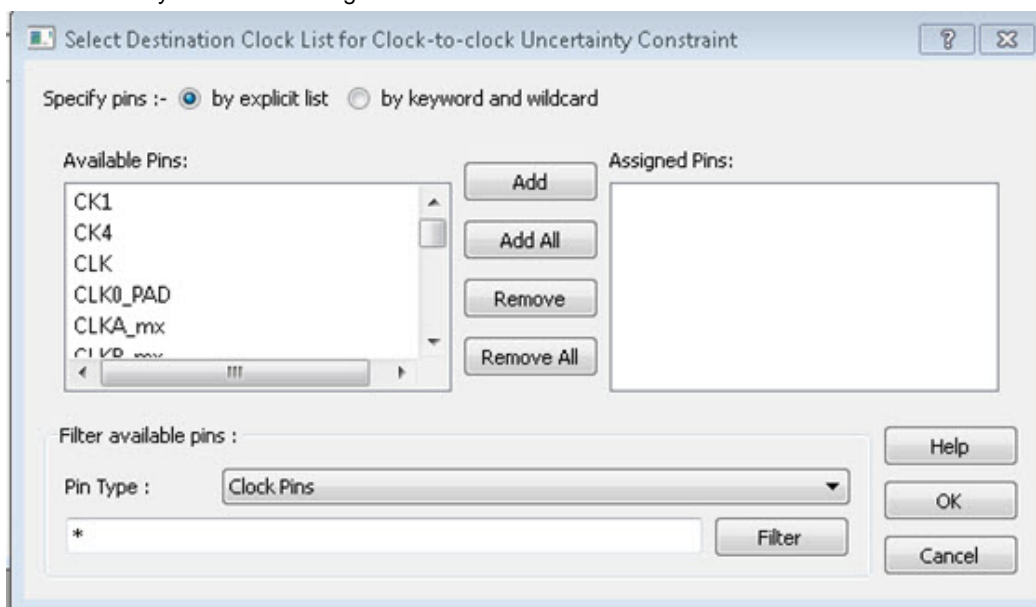 Select Destination Clock List for Clock-to-clock Uncertainty Constraint
Specify pins :- by explicit list by keyword and wildcard
Available Pins:
Assigned Pins:
CK1
CK4
CLK
CLK0_PAD
CLKA_mx
Add
Add All
Remove
Remove All
Filter available pins :
Pin Type : Clock Pins
*
Filter
Help
OK
Cancel